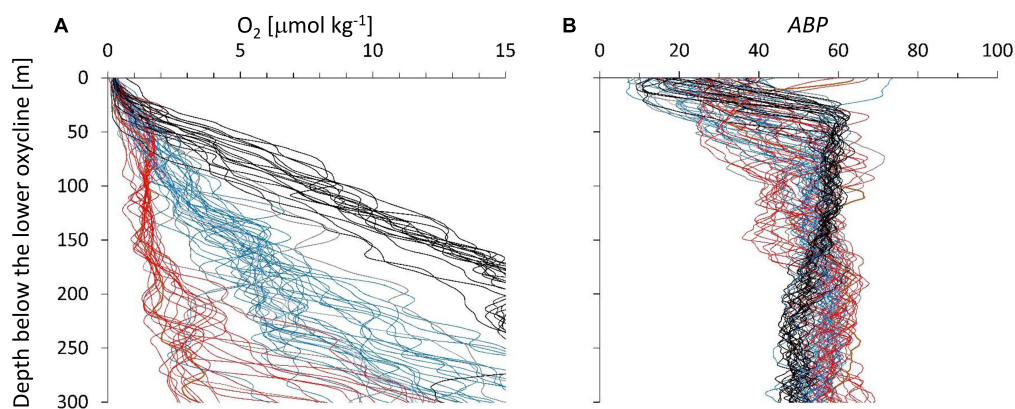 A
O₂ [μmol kg⁻¹]
0 5 10 15
Depth below the lower oxycline [m]
0
50
100
150
200
250
300
B
ABP
0 20 40 60 80 100